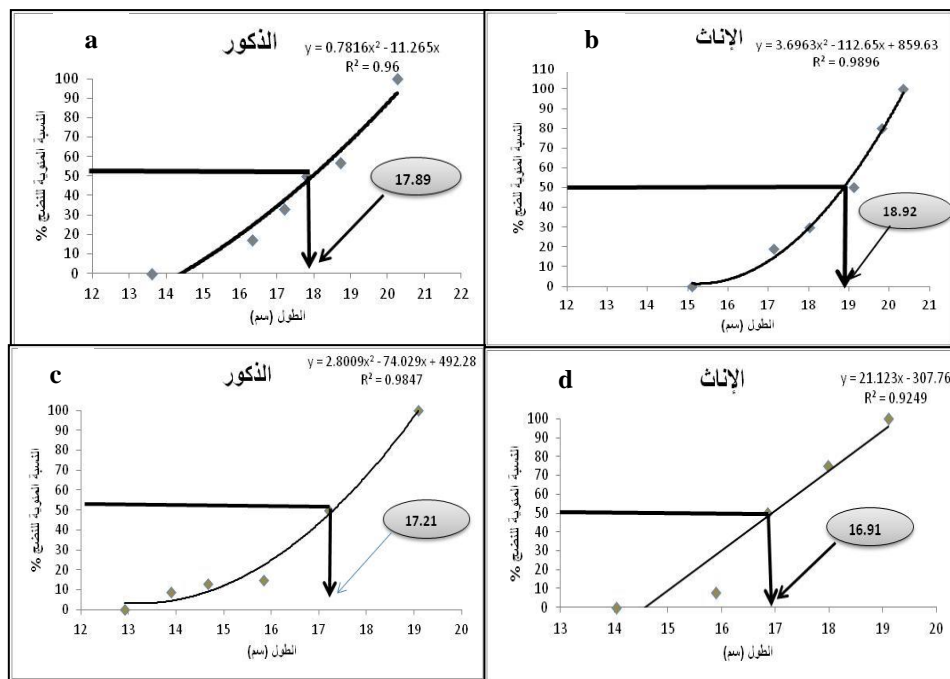 a
الذكور
y = 0.7816x² - 11.265x
R² = 0.96
النسبة المئوية للنضج %
100
90
80
70
60
50
40
30
20
10
0
17.89
12 13 14 15 16 17 18 19 20 21 22
الطول (سم)
b
الإناث
y = 3.6963x² - 112.65x + 859.63
R² = 0.9896
النسبة المئوية للنضج %
110
100
90
80
70
60
50
40
30
20
10
0
18.92
12 13 14 15 16 17 18 19 20 21
الطول (سم)
c
الذكور
y = 2.8009x² - 74.029x + 492.28
R² = 0.9847
النسبة المئوية للنضج %
100
90
80
70
60
50
40
30
20
10
0
17.21
12 13 14 15 16 17 18 19 20
الطول (سم)
d
الإناث
y = 21.123x - 307.76
R² = 0.9249
النسبة المئوية للنضج %
100
90
80
70
60
50
40
30
20
10
0
16.91
13 14 15 16 17 18 19 20
الطول (سم)